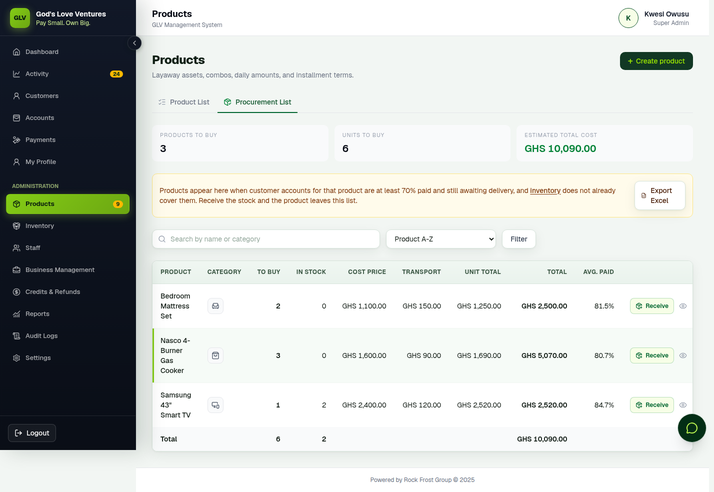 GLV
God's Love Ventures
Pay Small. Own Big.
Dashboard
Activity 24
Customers
Accounts
Payments
My Profile
ADMINISTRATION
Products 9
Inventory
Staff
Business Management
Credits & Refunds
Reports
Audit Logs
Settings
Logout
Products
GLV Management System
K
Kwesi Owusu
Super Admin
Products
Layaway assets, combos, daily amounts, and installment terms.
+ Create product
Product List
Procurement List
PRODUCTS TO BUY
3
UNITS TO BUY
6
ESTIMATED TOTAL COST
GHS 10,090.00
Products appear here when customer accounts for that product are at least 70% paid and still awaiting delivery, and Inventory does not already
cover them. Receive the stock and the product leaves this list.
Export
Excel
Search by name or category
Product A-Z
Filter
PRODUCT CATEGORY TO BUY IN STOCK COST PRICE TRANSPORT UNIT TOTAL TOTAL AVG. PAID
Bedroom
Mattress
Set
2 0 GHS 1,100.00 GHS 150.00 GHS 1,250.00 GHS 2,500.00 81.5% Receive
Nasco 4-
Burner
Gas
Cooker
3 0 GHS 1,600.00 GHS 90.00 GHS 1,690.00 GHS 5,070.00 80.7% Receive
Samsung
43"
Smart TV
1 2 GHS 2,400.00 GHS 120.00 GHS 2,520.00 GHS 2,520.00 84.7% Receive
Total 6 2 GHS 10,090.00
Powered by Rock Frost Group © 2025